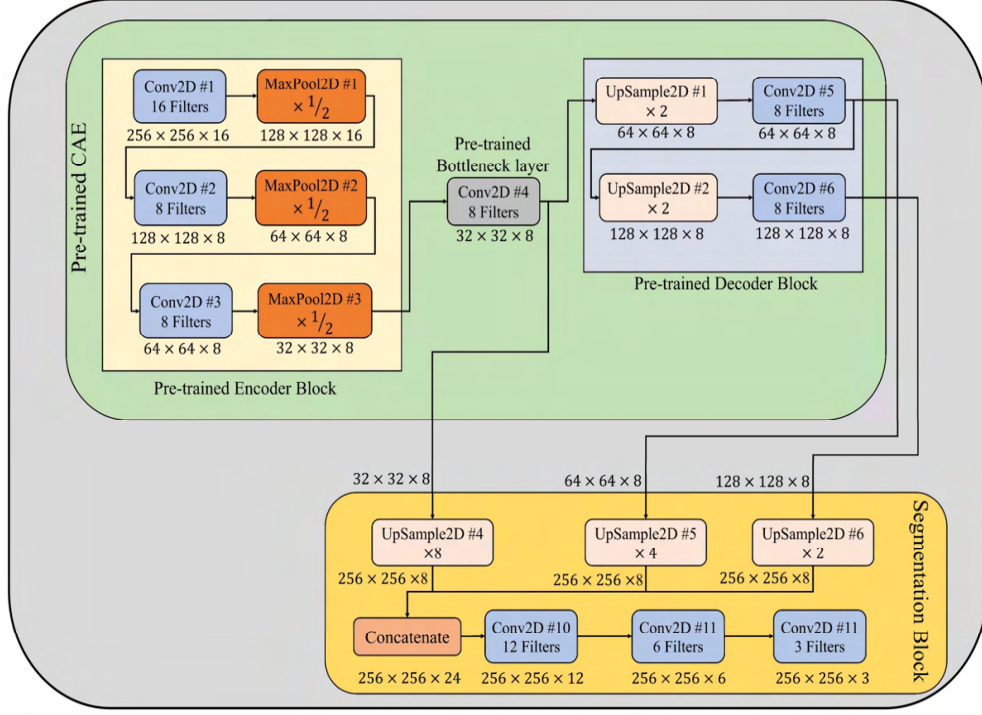 Pre-trained CAE
Conv2D #1
16 Filters
256 × 256 × 16
MaxPool2D #1
× 1/2
128 × 128 × 16
Conv2D #2
8 Filters
128 × 128 × 8
MaxPool2D #2
× 1/2
64 × 64 × 8
Conv2D #3
8 Filters
64 × 64 × 8
MaxPool2D #3
× 1/2
32 × 32 × 8
Pre-trained Encoder Block
Pre-trained
Bottleneck layer
Conv2D #4
8 Filters
32 × 32 × 8
UpSample2D #1
× 2
64 × 64 × 8
Conv2D #5
8 Filters
64 × 64 × 8
UpSample2D #2
× 2
128 × 128 × 8
Conv2D #6
8 Filters
128 × 128 × 8
Pre-trained Decoder Block
32 × 32 × 8
64 × 64 × 8
128 × 128 × 8
Segmentation Block
UpSample2D #4
×8
256 × 256 ×8
UpSample2D #5
× 4
256 × 256 ×8
UpSample2D #6
× 2
256 × 256 ×8
Concatenate
256 × 256 × 24
Conv2D #10
12 Filters
256 × 256 × 12
Conv2D #11
6 Filters
256 × 256 × 6
Conv2D #11
3 Filters
256 × 256 × 3